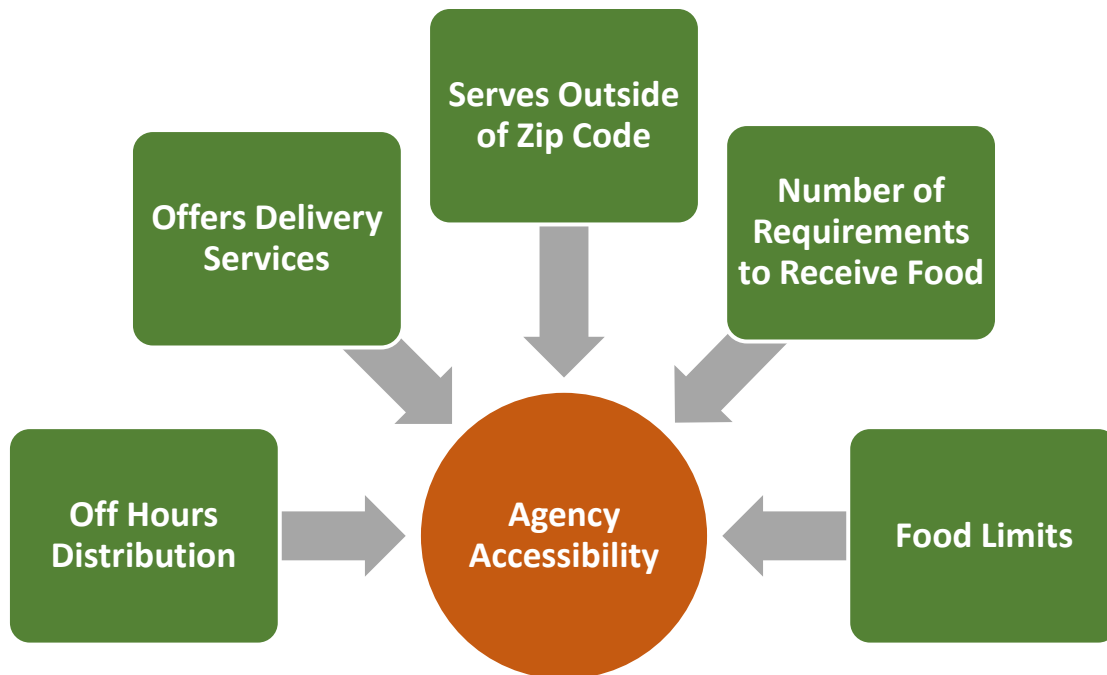 Serves Outside
of Zip Code
Offers Delivery
Services
Number of
Requirements
to Receive Food
Off Hours
Distribution
Agency
Accessibility
Food Limits